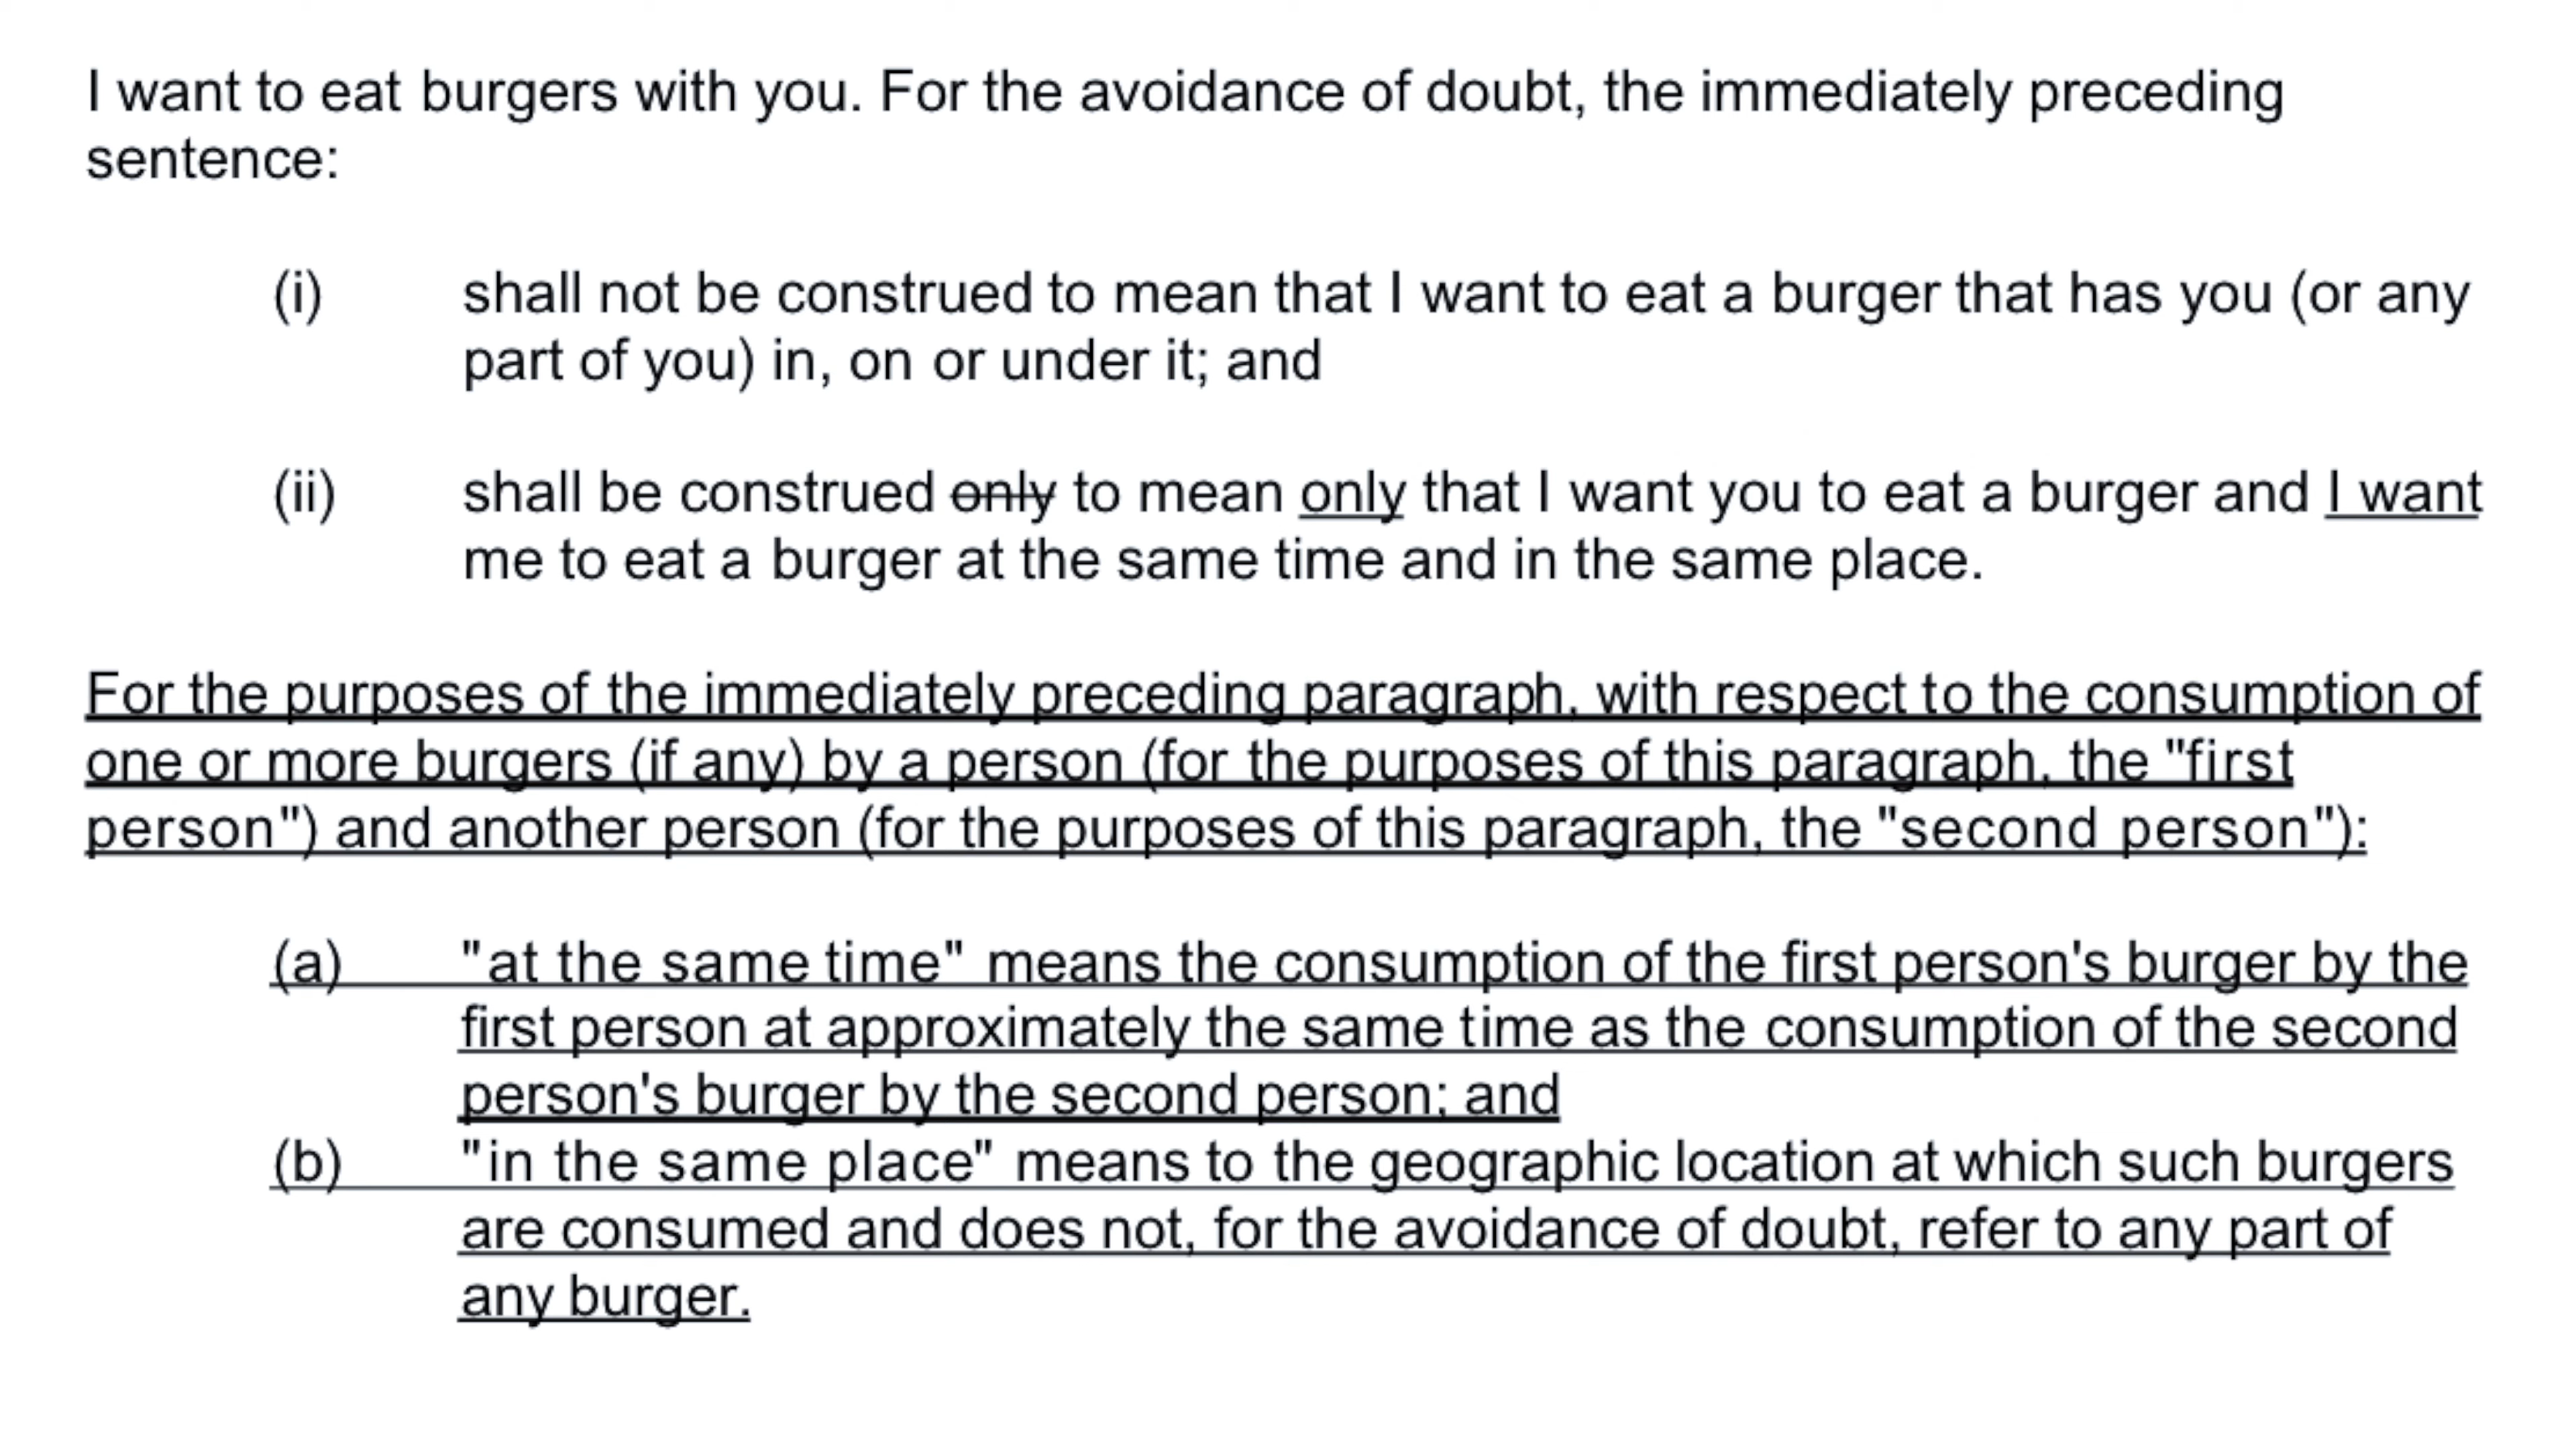 I want to eat burgers with you. For the avoidance of doubt, the immediately preceding
sentence:
(i) shall not be construed to mean that I want to eat a burger that has you (or any
part of you) in, on or under it; and
(ii) shall be construed only to mean only that I want you to eat a burger and I want
me to eat a burger at the same time and in the same place.
For the purposes of the immediately preceding paragraph, with respect to the consumption of
one or more burgers (if any) by a person (for the purposes of this paragraph, the "first
person") and another person (for the purposes of this paragraph, the "second person"):
(a) "at the same time" means the consumption of the first person's burger by the
first person at approximately the same time as the consumption of the second
person's burger by the second person; and
(b) "in the same place" means to the geographic location at which such burgers
are consumed and does not, for the avoidance of doubt, refer to any part of
any burger.